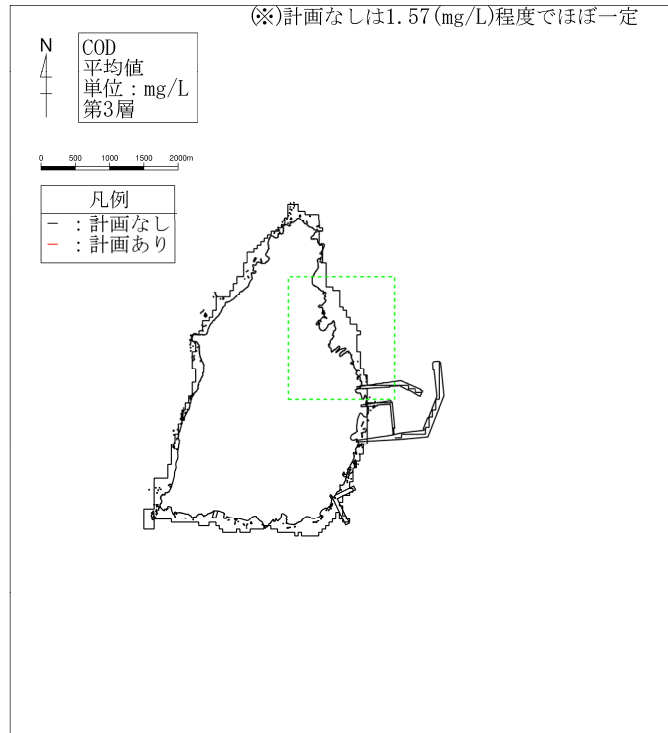 (※)計画なしは1.57(mg/L)程度でほぼ一定
N
COD
平均値
単位：mg/L
第3層
0 500 1000 1500 2000m
凡例
－：計画なし
－：計画あり